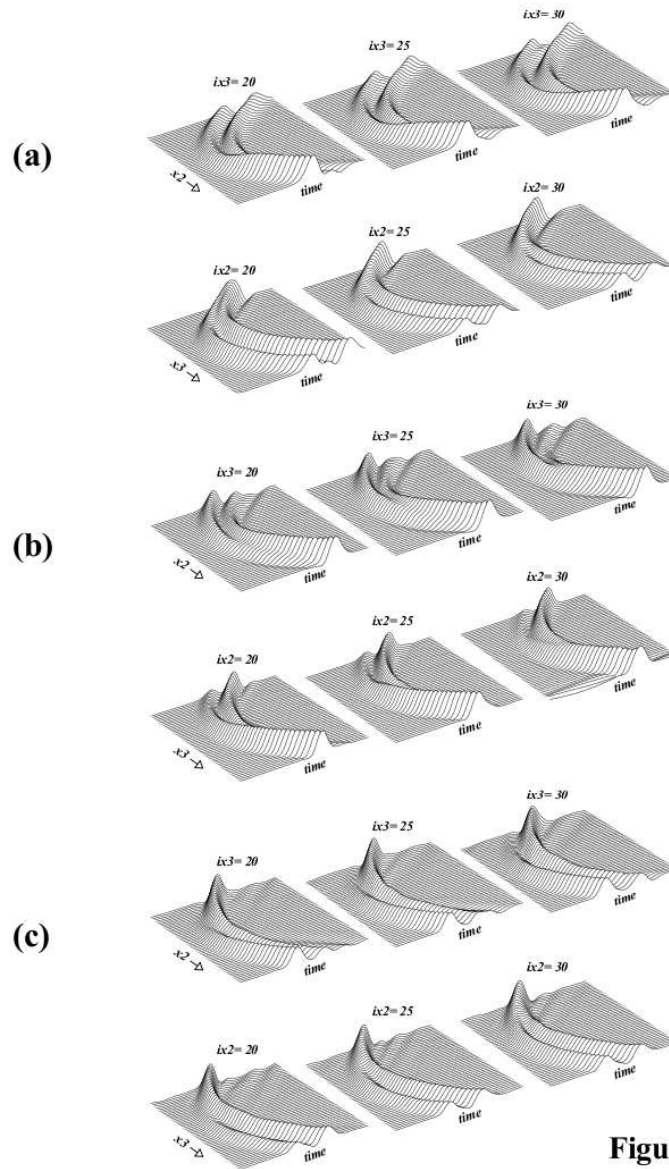 ix3= 30
ix3= 25
ix3= 20
(a)
x2
time
time
time
ix2= 30
ix2= 25
ix2= 20
x3
time
time
time
ix3= 30
ix3= 25
ix3= 20
(b)
x2
time
time
time
ix2= 30
ix2= 25
ix2= 20
x3
time
time
time
ix3= 30
ix3= 25
ix3= 20
(c)
x2
time
time
time
ix2= 30
ix2= 25
ix2= 20
x3
time
time
time
Figu